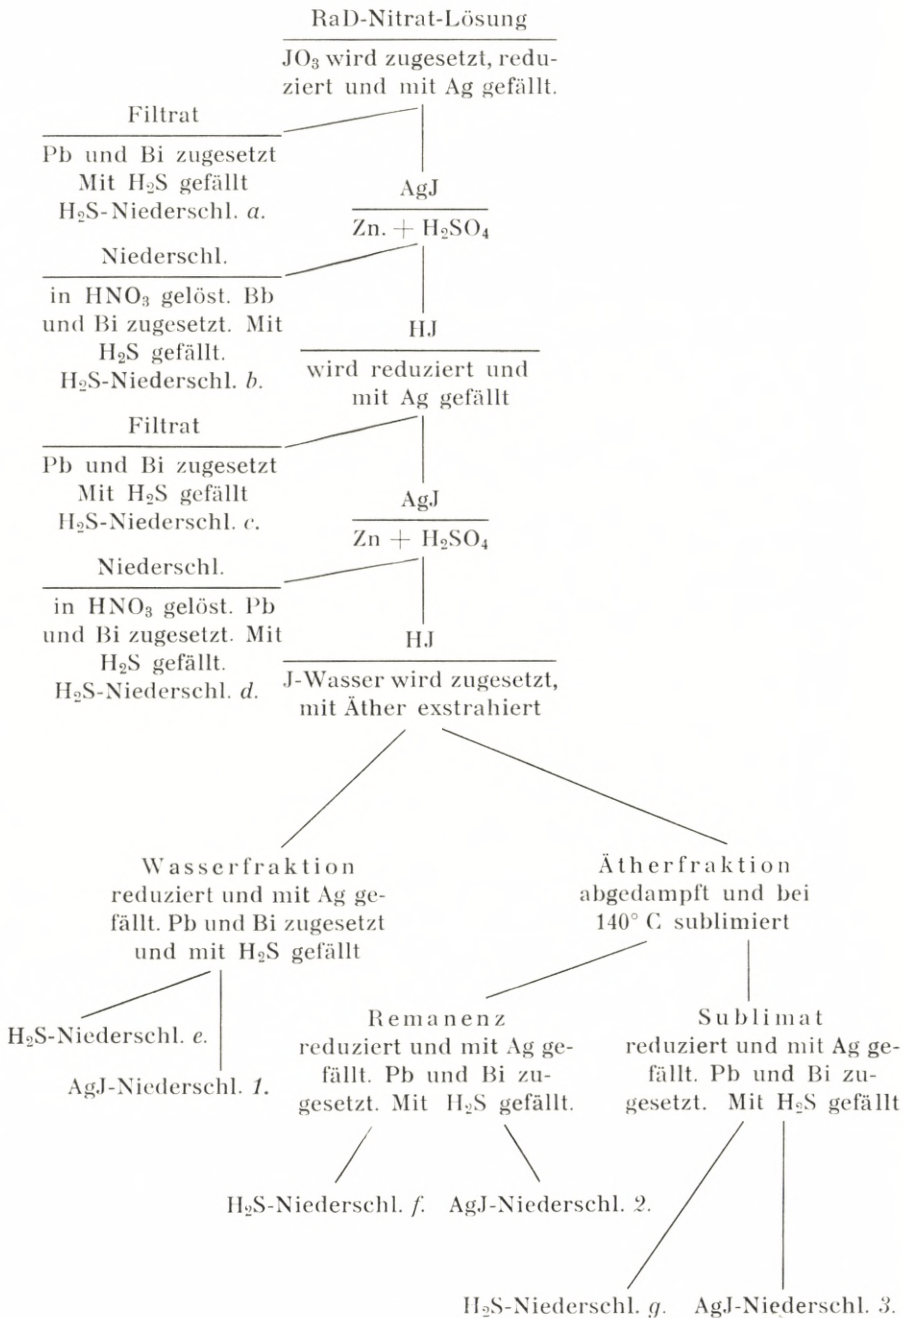 RaD-Nitrat-Lösung
JO₃ wird zugesetzt, redu-
ziert und mit Ag gefällt.
Filtrat
Pb und Bi zugesetzt
Mit H₂S gefällt
H₂S-Niederschl. a.
AgJ
Zn. + H₂SO₄
Niederschl.
in HNO₃ gelöst. Bb
und Bi zugesetzt. Mit
H₂S gefällt.
H₂S-Niederschl. b.
HJ
wird reduziert und
mit Ag gefällt
Filtrat
Pb und Bi zugesetzt
Mit H₂S gefällt
H₂S-Niederschl. c.
AgJ
Zn + H₂SO₄
Niederschl.
in HNO₃ gelöst. Pb
und Bi zugesetzt. Mit
H₂S gefällt.
H₂S-Niederschl. d.
HJ
J-Wasser wird zugesetzt,
mit Äther exstrahiert
Wasserfraktion
reduziert und mit Ag ge-
fällt. Pb und Bi zugesetzt
und mit H₂S gefällt
H₂S-Niederschl. e.
AgJ-Niederschl. 1.
Ätherfraktion
abgedampft und bei
140° C sublimiert
Remanenz
reduziert und mit Ag ge-
fällt. Pb und Bi zu-
gesetzt. Mit H₂S gefällt.
H₂S-Niederschl. f. AgJ-Niederschl. 2.
Sublimat
reduziert und mit Ag ge-
fällt. Pb und Bi zu-
gesetzt. Mit H₂S gefällt
H₂S-Niederschl. g. AgJ-Niederschl. 3.